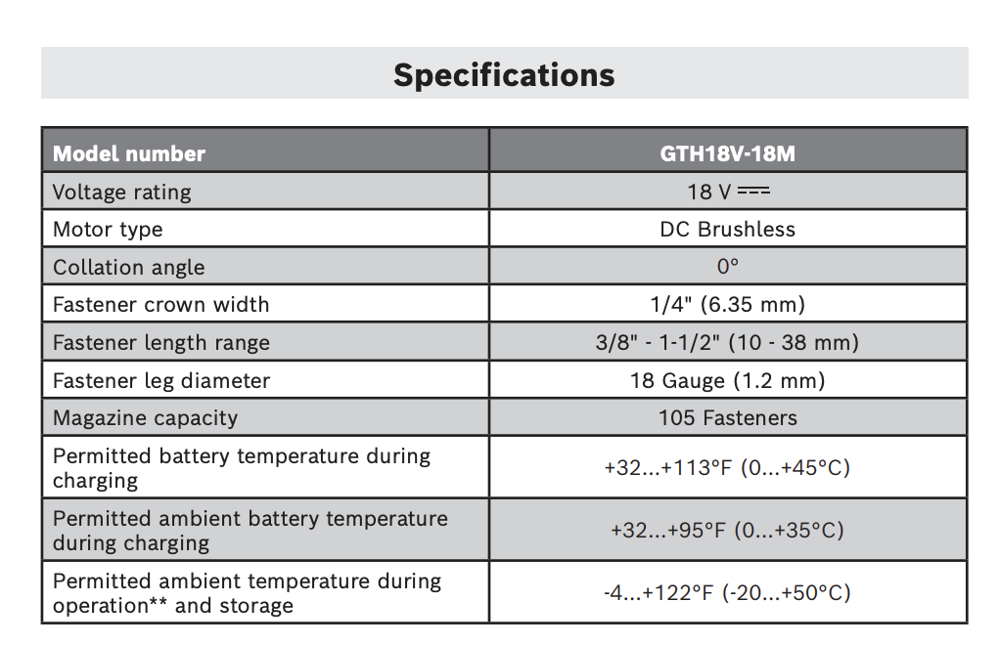 Specifications
Model number GTH18V-18M
Voltage rating 18 V ⎓
Motor type DC Brushless
Collation angle 0°
Fastener crown width 1/4" (6.35 mm)
Fastener length range 3/8" - 1-1/2" (10 - 38 mm)
Fastener leg diameter 18 Gauge (1.2 mm)
Magazine capacity 105 Fasteners
Permitted battery temperature during
charging
+32...+113°F (0...+45°C)
Permitted ambient battery temperature
during charging
+32...+95°F (0...+35°C)
Permitted ambient temperature during
operation** and storage
-4...+122°F (-20...+50°C)